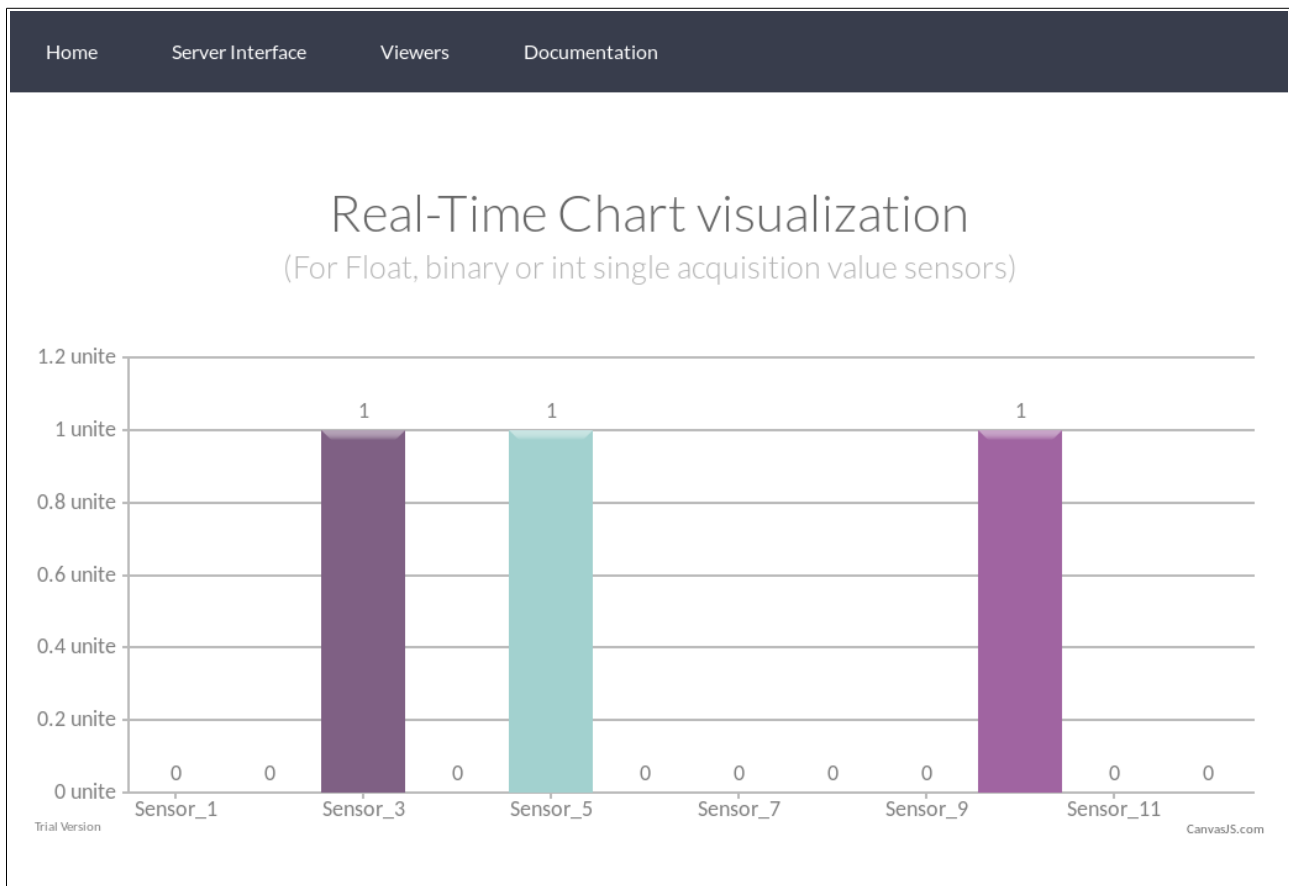 Home Server Interface Viewers Documentation
Real-Time Chart visualization
(For Float, binary or int single acquisition value sensors)
1.2 unite
1 1 1
1 unite
0.8 unite
0.6 unite
0.4 unite
0.2 unite
0 0 0 0 0 0 0 0 0
0 unite
Sensor_1 Sensor_3 Sensor_5 Sensor_7 Sensor_9 Sensor_11
Trial Version CanvasJS.com